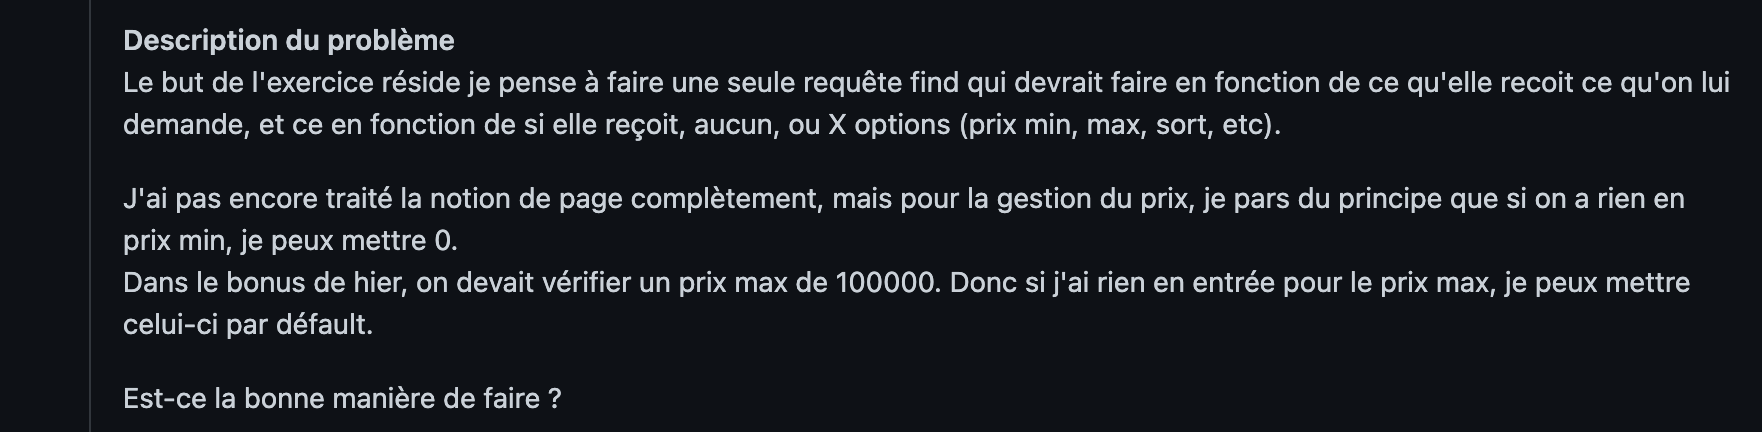 Description du problème
Le but de l'exercice réside je pense à faire une seule requête find qui devrait faire en fonction de ce qu'elle recoit ce qu'on lui
demande, et ce en fonction de si elle reçoit, aucun, ou X options (prix min, max, sort, etc).
J'ai pas encore traité la notion de page complètement, mais pour la gestion du prix, je pars du principe que si on a rien en
prix min, je peux mettre 0.
Dans le bonus de hier, on devait vérifier un prix max de 100000. Donc si j'ai rien en entrée pour le prix max, je peux mettre
celui-ci par défault.
Est-ce la bonne manière de faire ?